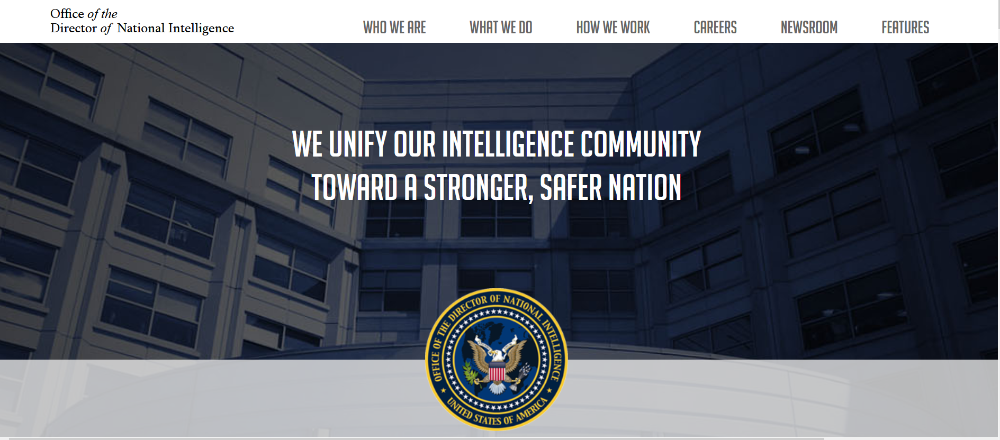 Office of the
Director of National Intelligence
WHO WE ARE
WHAT WE DO
HOW WE WORK
CAREERS
NEWSROOM
FEATURES
WE UNIFY OUR INTELLIGENCE COMMUNITY
TOWARD A STRONGER, SAFER NATION
OFFICE OF THE DIRECTOR OF NATIONAL INTELLIGENCE
UNITED STATES OF AMERICA